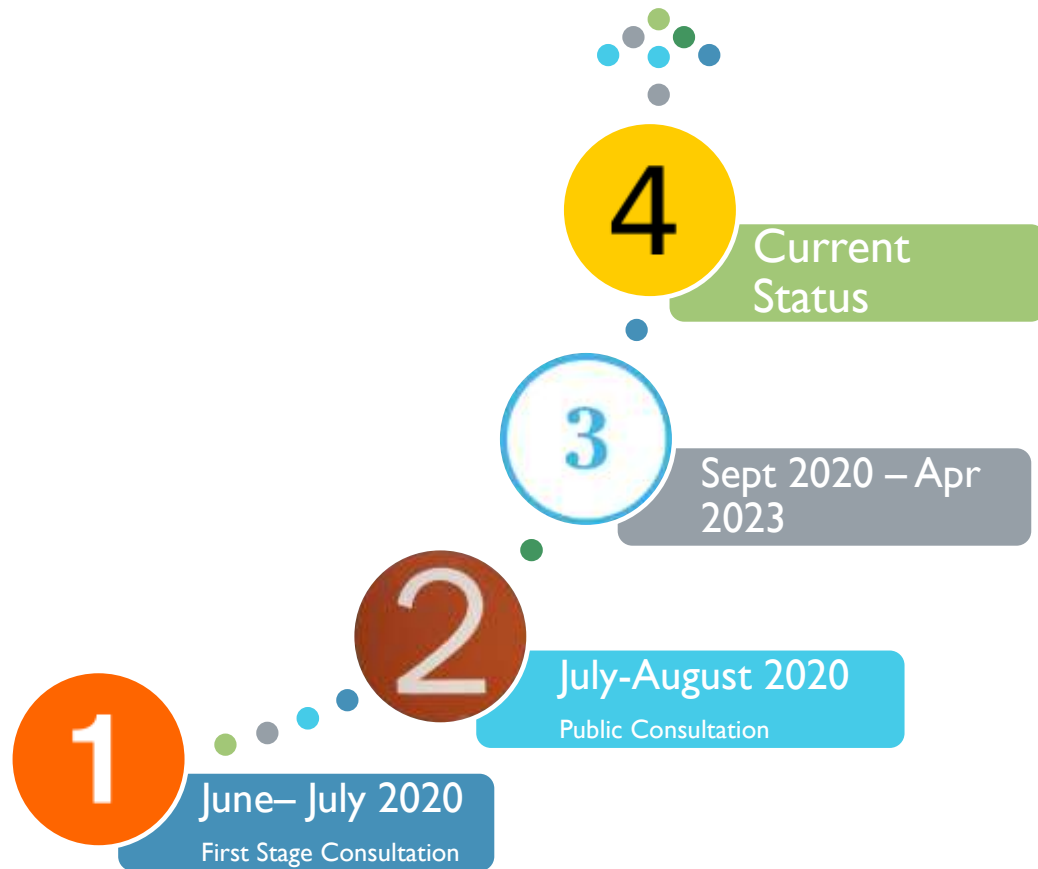 4
Current
Status
3
Sept 2020 – Apr
2023
2
July-August 2020
Public Consultation
1
June– July 2020
First Stage Consultation